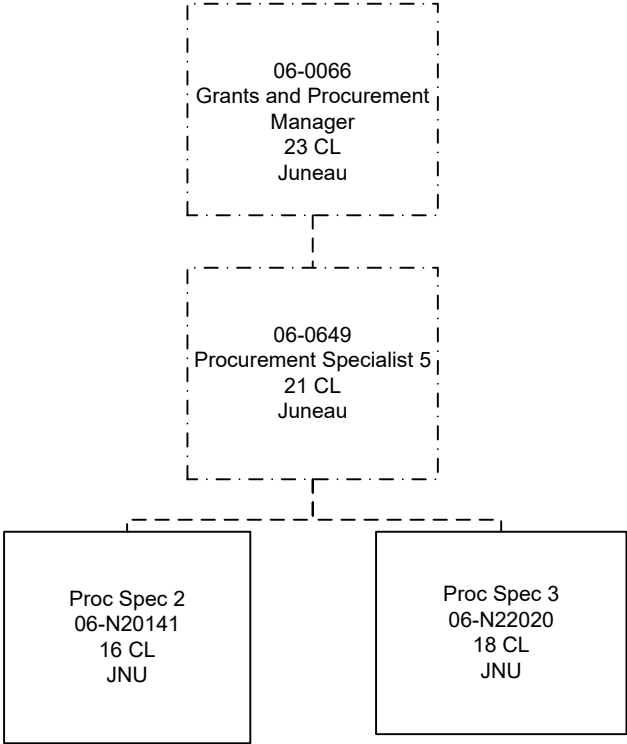 06-0066
Grants and Procurement
Manager
23 CL
Juneau
06-0649
Procurement Specialist 5
21 CL
Juneau
Proc Spec 2
06-N20141
16 CL
JNU
Proc Spec 3
06-N22020
18 CL
JNU